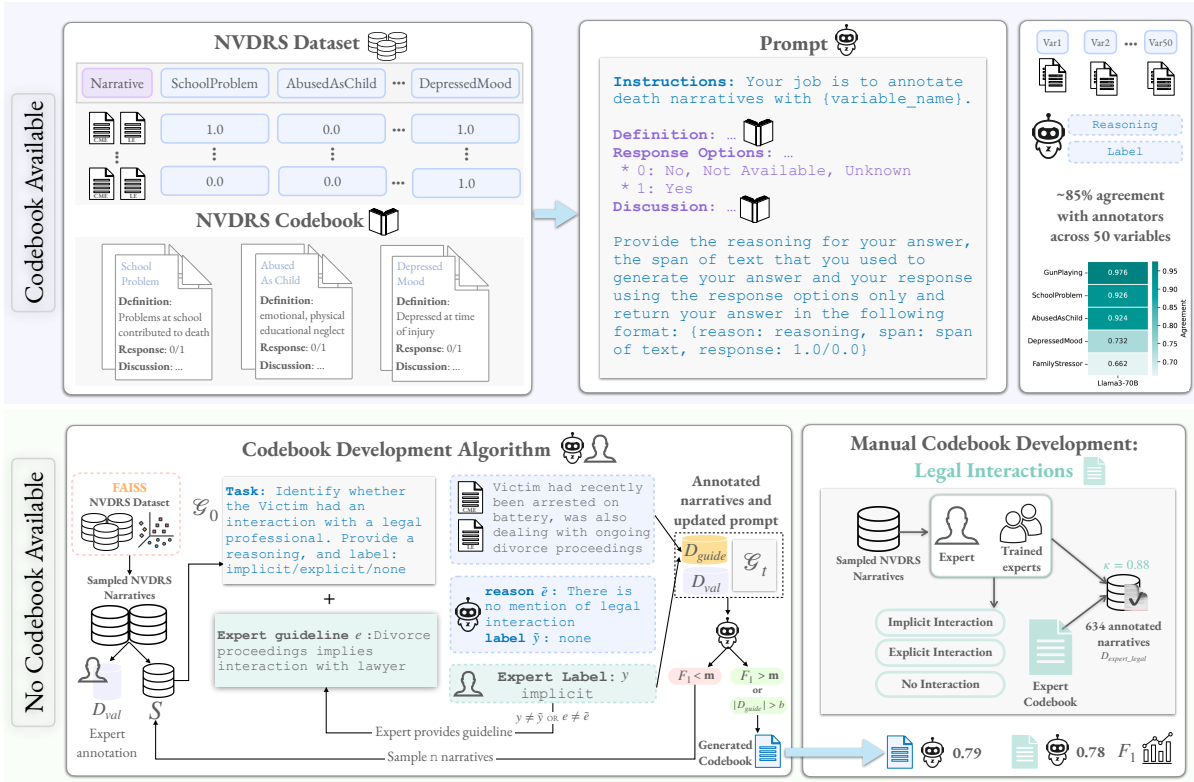 Codebook Available
NVDRS Dataset
Narrative SchoolProblem AbusedAsChild ••• DepressedMood
CME LE 1.0 0.0 ••• 1.0
CME LE 0.0 0.0 ••• 1.0
NVDRS Codebook
School
Problem
Definition:
Problems at school
contributed to death
Response: 0/1
Discussion: ...
Abused
As Child
Definition:
emotional, physical
educational neglect
Response: 0/1
Discussion: ...
Depressed
Mood
Definition:
Depressed at time
of injury
Response: 0/1
Discussion: ...
Prompt
Instructions: Your job is to annotate
death narratives with {variable_name}.
Definition: …
Response Options: …
* 0: No, Not Available, Unknown
* 1: Yes
Discussion: …
Provide the reasoning for your answer,
the span of text that you used to
generate your answer and your response
using the response options only and
return your answer in the following
format: {reason: reasoning, span: span
of text, response: 1.0/0.0}
Var1 Var2 ••• Var50
Reasoning
Label
~85% agreement
with annotators
across 50 variables
GunPlaying 0.976
SchoolProblem 0.926
AbusedAsChild 0.924
DepressedMood 0.732
FamilyStressor 0.662
Llama3-70B
0.95
0.90
0.85
0.80
0.75
0.70
Agreement
No Codebook Available
Codebook Development Algorithm
FAISS
NVDRS Dataset
Sampled NVDRS
Narratives
D_val
Expert
annotation
S
𝒢_0
Task: Identify whether
the Victim had an
interaction with a legal
professional. Provide a
reasoning, and label:
implicit/explicit/none
+
Expert guideline e :Divorce
proceedings implies
interaction with lawyer
CME
LE
Victim had recently
been arrested on
battery, was also
dealing with ongoing
divorce proceedings
reason ẽ: There is
no mention of legal
interaction
label ỹ: none
Expert Label: y
implicit
y ≠ ỹ OR e ≠ ẽ
Expert provides guideline
Sample n narratives
Annotated
narratives and
updated prompt
D_guide
D_val
𝒢_t
F_1 < m
F_1 > m
or
|D_guide| > b
Generated
Codebook
Manual Codebook Development:
Legal Interactions
Sampled NVDRS
Narratives
Expert
Trained
experts
κ = 0.88
634 annotated
narratives
D_expert_legal
Implicit Interaction
Explicit Interaction
No Interaction
Expert
Codebook
0.79
0.78
F_1